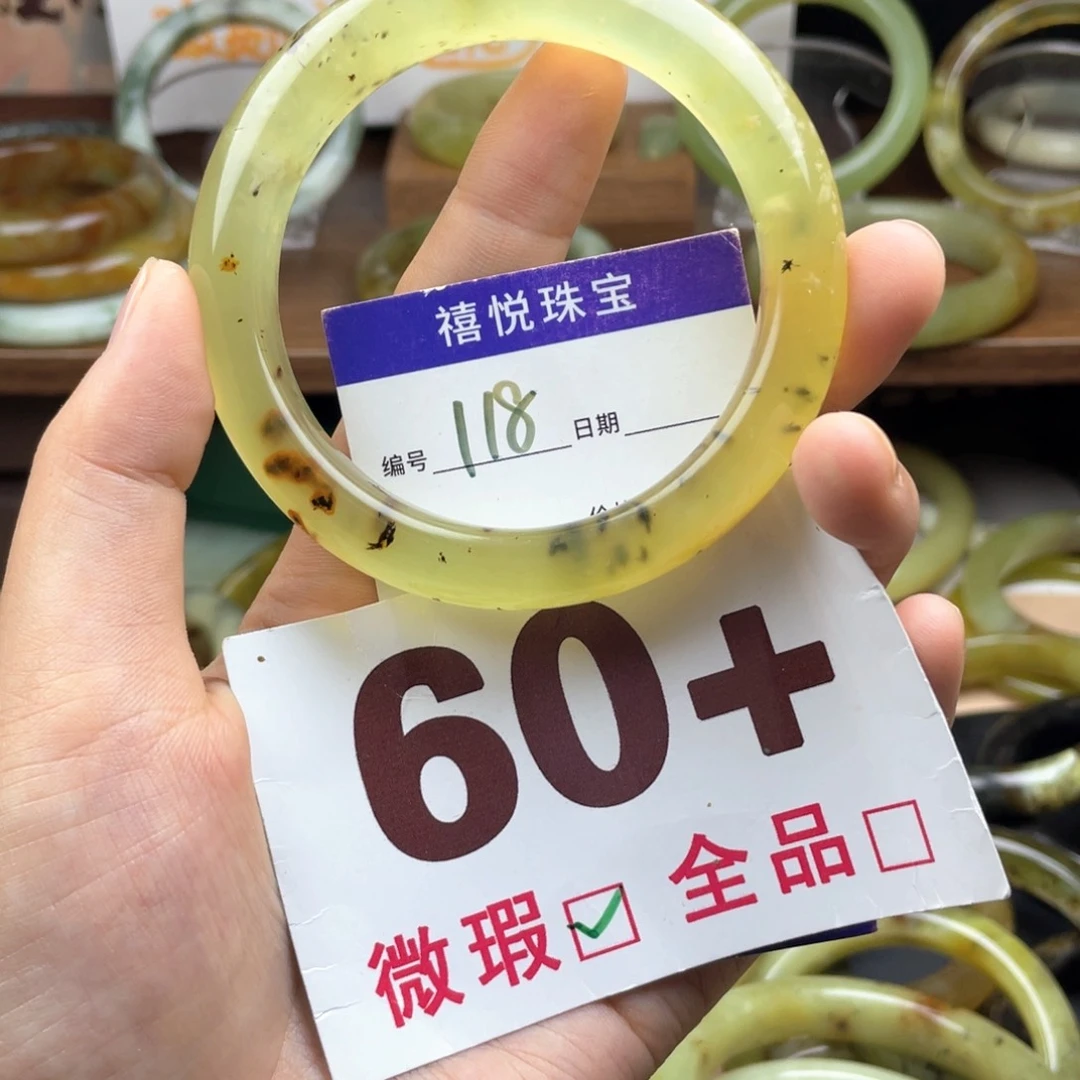 禧悦珠宝
编号 118 日期
60+
微瑕 ☑ 全品 ☐